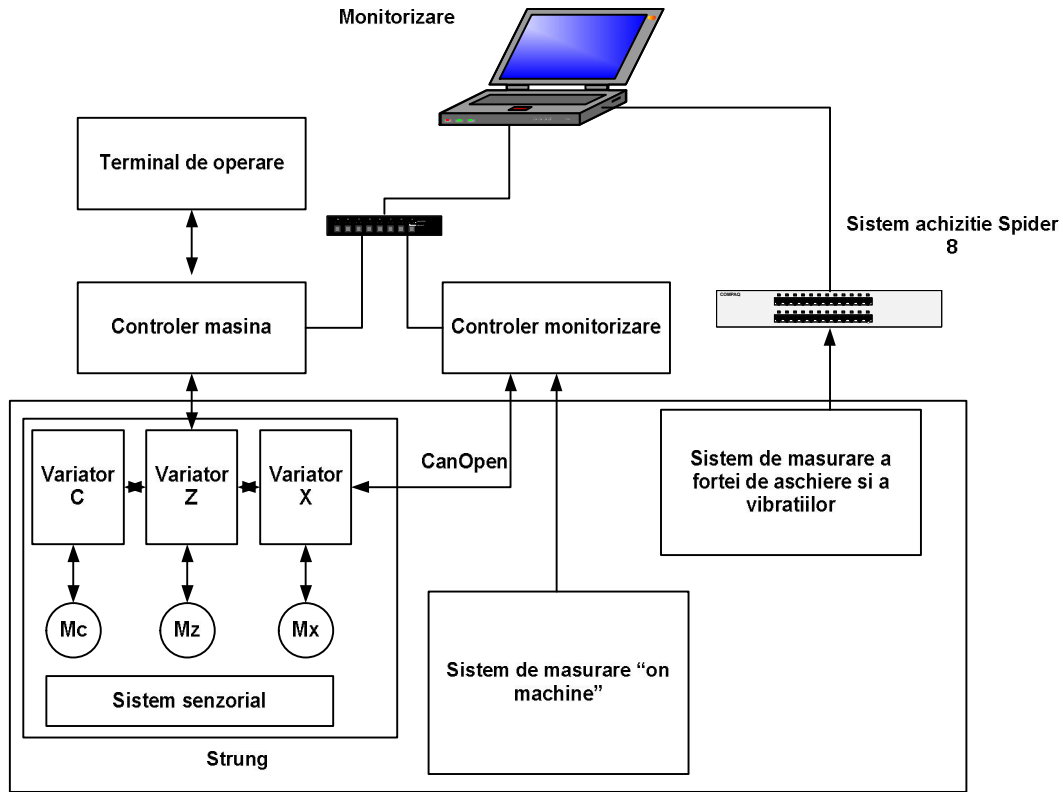 Monitorizare
Terminal de operare
Sistem achizitie Spider
8
COMPAQ
Controler masina
Controler monitorizare
Variator
C
Variator
Z
Variator
X
CanOpen
Sistem de masurare a
fortei de aschiere si a
vibratiilor
Mc
Mz
Mx
Sistem de masurare “on
machine”
Sistem senzorial
Strung